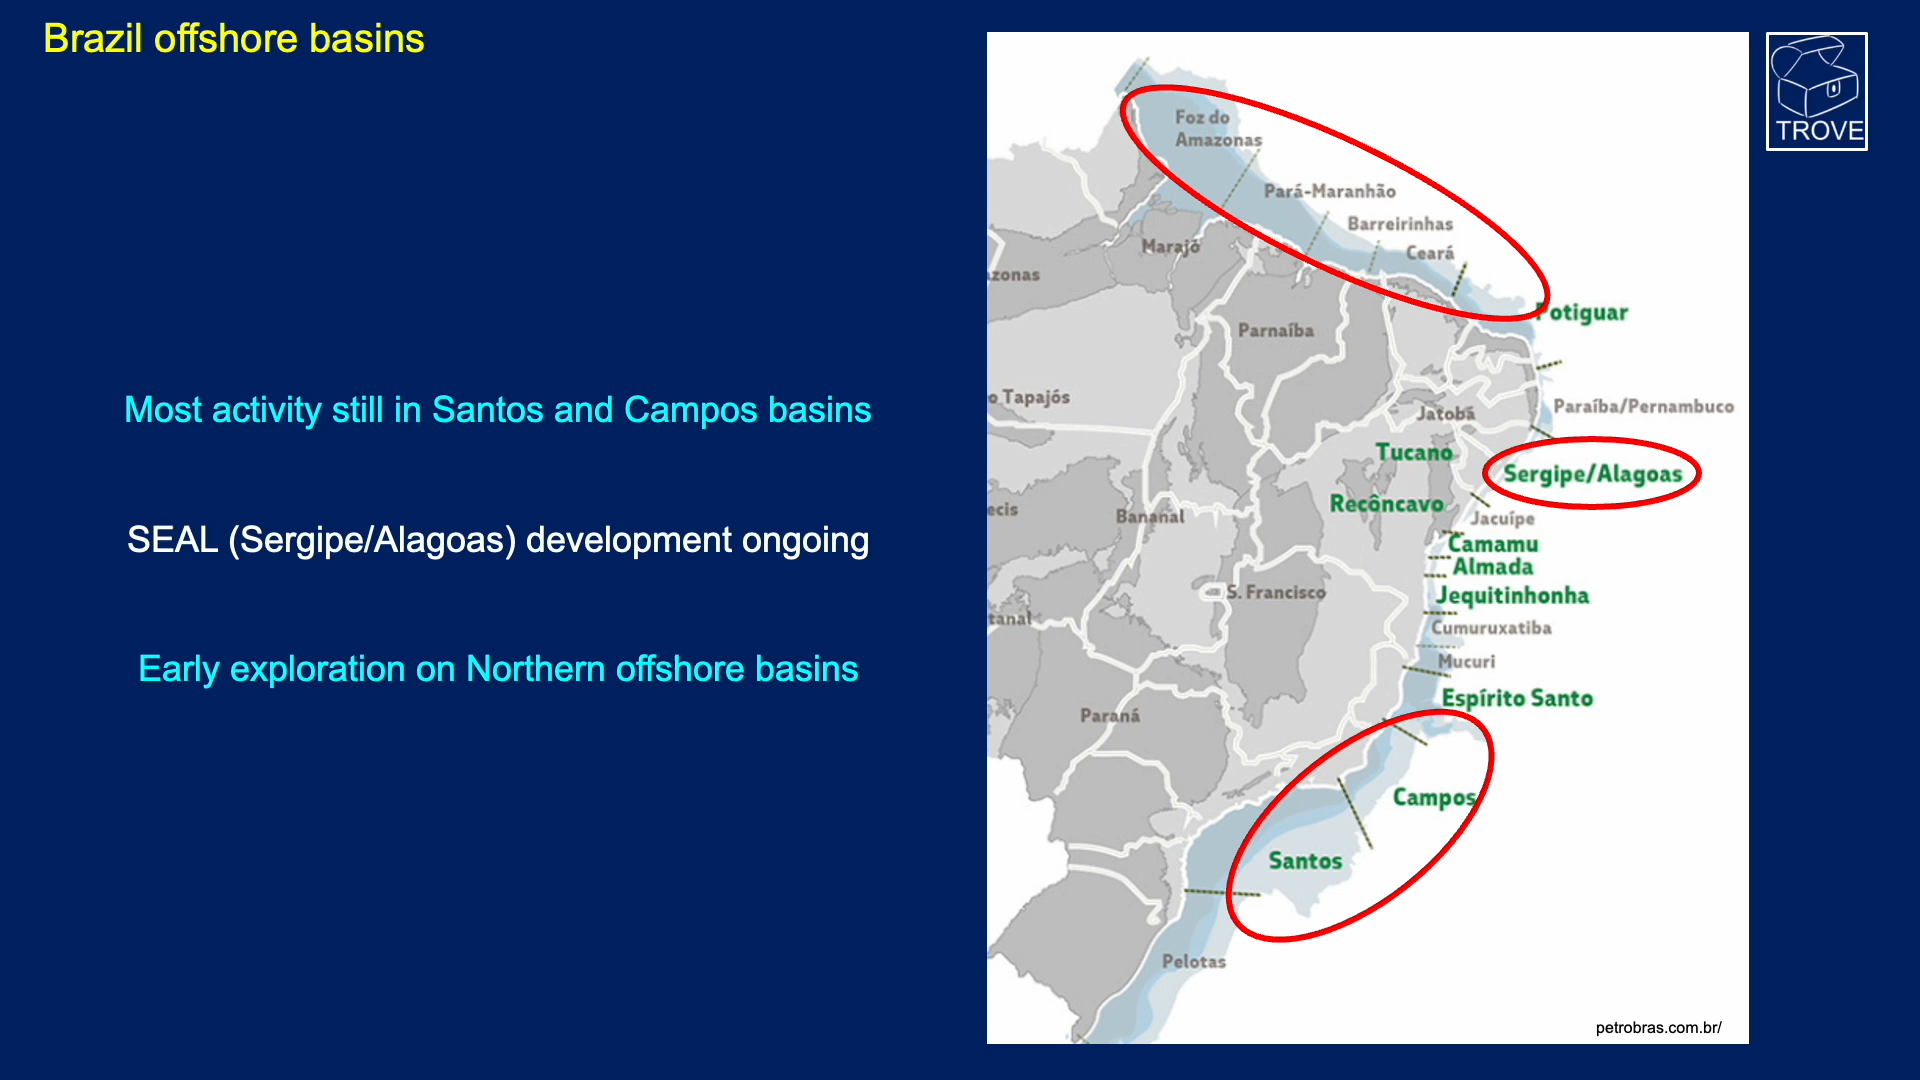 Brazil offshore basins
TROVE
Most activity still in Santos and Campos basins
SEAL (Sergipe/Alagoas) development ongoing
Early exploration on Northern offshore basins
Foz do
Amazonas
Pará-Maranhão
Barreirinhas
Ceará
Marajó
azonas
Potiguar
Parnaíba
o Tapajós
Paraíba/Pernambuco
Jatobá
Tucano
Sergipe/Alagoas
Recôncavo
ecis
Bananal
Jacuípe
Camamu
Almada
S. Francisco
Jequitinhonha
tanal
Cumuruxatiba
Mucuri
Espírito Santo
Paraná
Campos
Santos
Pelotas
petrobras.com.br/